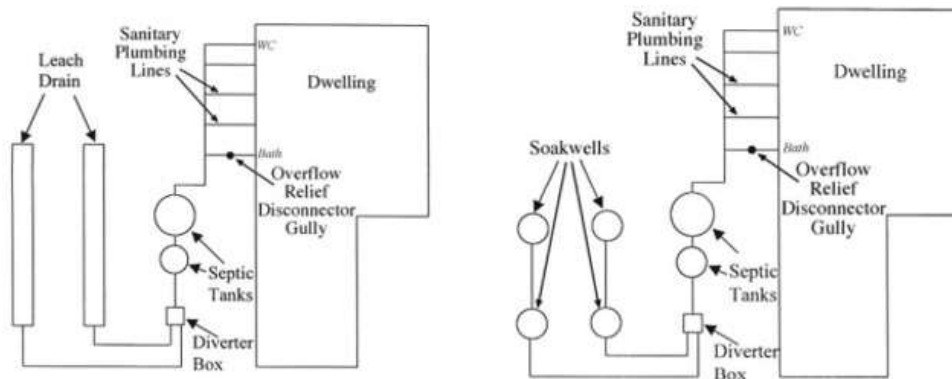 WC
Sanitary
Plumbing
Lines
Leach
Drain
Dwelling
Bath
Overflow
Relief
Disconnector
Gully
Septic
Tanks
Diverter
Box
WC
Sanitary
Plumbing
Lines
Dwelling
Soakwells
Bath
Overflow
Relief
Disconnector
Gully
Septic
Tanks
Diverter
Box